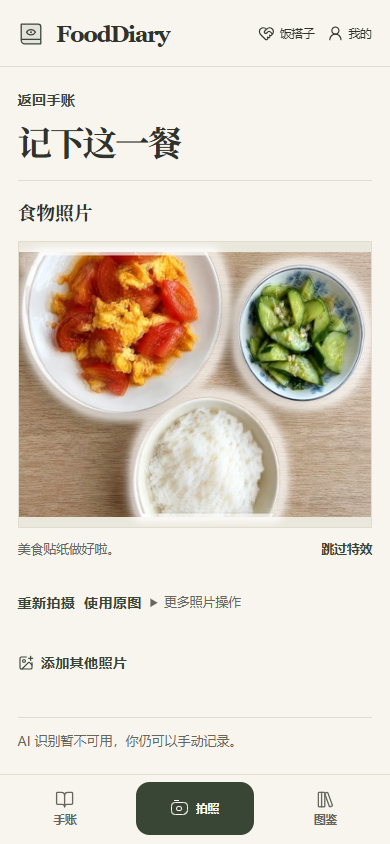 FoodDiary
饭搭子
我的
返回手账
记下这一餐
食物照片
美食贴纸做好啦。
跳过特效
重新拍摄 使用原图 ▶ 更多照片操作
添加其他照片
AI 识别暂不可用，你仍可以手动记录。
手账
拍照
图鉴